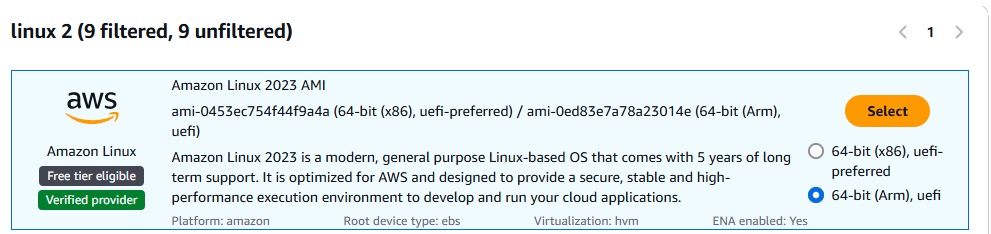 linux 2 (9 filtered, 9 unfiltered)
1
aws
Amazon Linux
Free tier eligible
Verified provider
Amazon Linux 2023 AMI
ami-0453ec754f44f9a4a (64-bit (x86), uefi-preferred) / ami-0ed83e7a78a23014e (64-bit (Arm),
uefi)
Amazon Linux 2023 is a modern, general purpose Linux-based OS that comes with 5 years of long
term support. It is optimized for AWS and designed to provide a secure, stable and high-
performance execution environment to develop and run your cloud applications.
Platform: amazon
Root device type: ebs
Virtualization: hvm
ENA enabled: Yes
Select
64-bit (x86), uefi-
preferred
64-bit (Arm), uefi